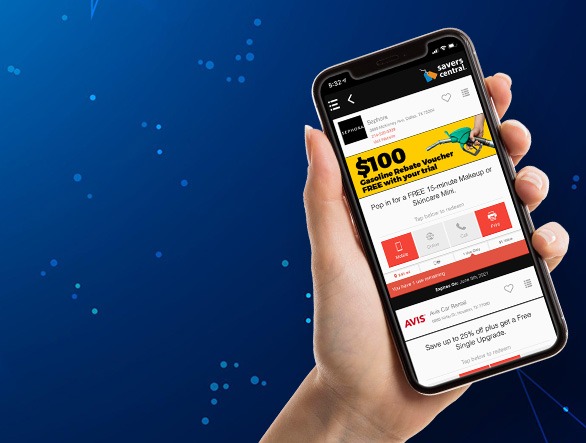 5:32
savers
central.
SEPHORA
Sephora
Visit Website
$100
Gasoline Rebate Voucher
FREE with your trial
Pop in for a FREE 15-minute Makeup or
Skincare Mini.
Tap below to redeem
Mobile
Online
Call
Print
You have 1 use remaining
Expires On: June 9th, 2021
AVIS
Avis Car Rental
Save up to 25% off plus get a Free
Single Upgrade.
Tap below to redeem